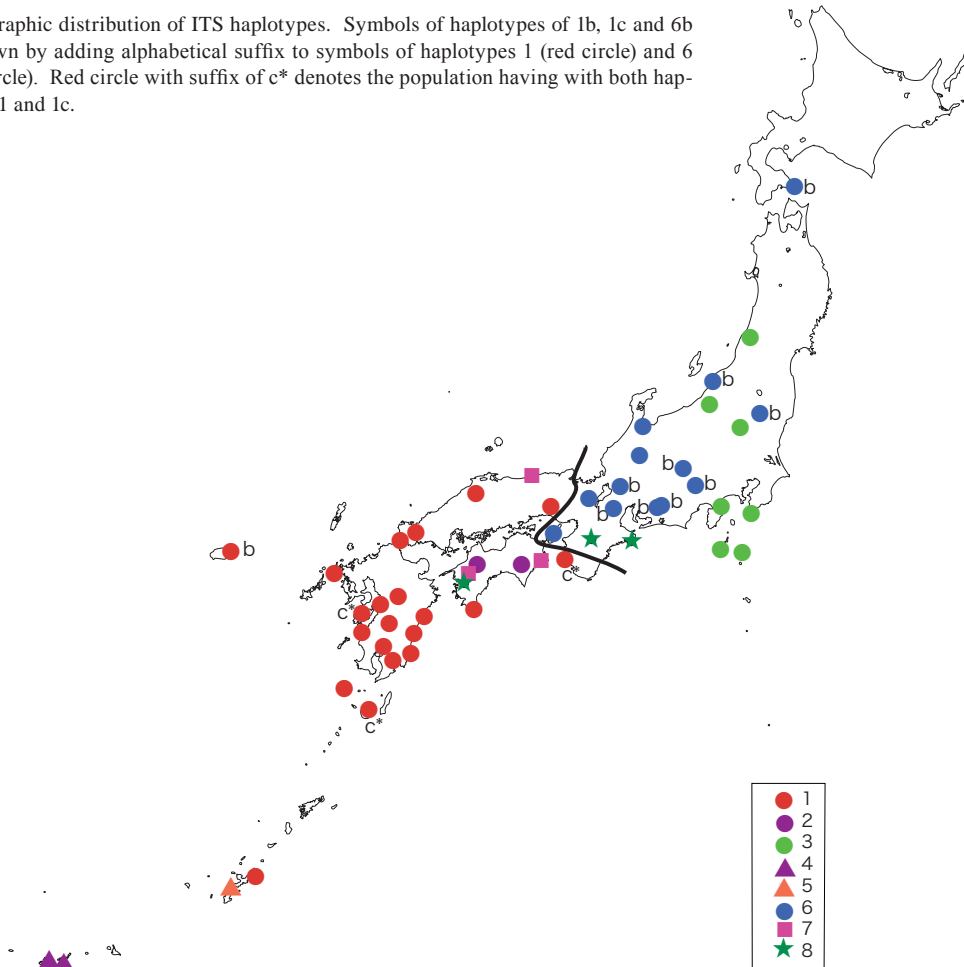 raphic distribution of ITS haplotypes. Symbols of haplotypes of 1b, 1c and 6b
wn by adding alphabetical suffix to symbols of haplotypes 1 (red circle) and 6
rcle). Red circle with suffix of c* denotes the population having with both hap-
1 and 1c.
b
b
b
b
b
b
b
b
b
b
c*
c*
c*
1
2
3
4
5
6
7
8